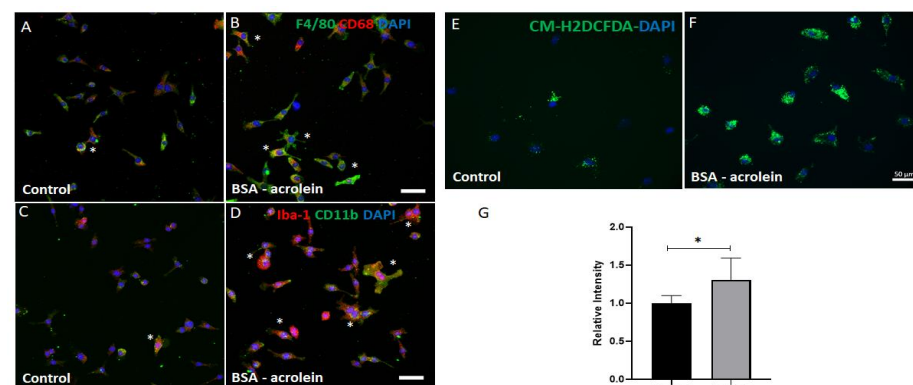 A
B
F4/80 CD68 DAPI
*
*
*
*
*
Control
BSA - acrolein
C
D
Iba-1 CD11b DAPI
*
*
*
*
*
*
Control
BSA - acrolein
E
CM-H2DCFDA-DAPI
F
Control
BSA - acrolein
50 µm
G
*
Relative Intensity
2.0
1.5
1.0
0.5
0.0